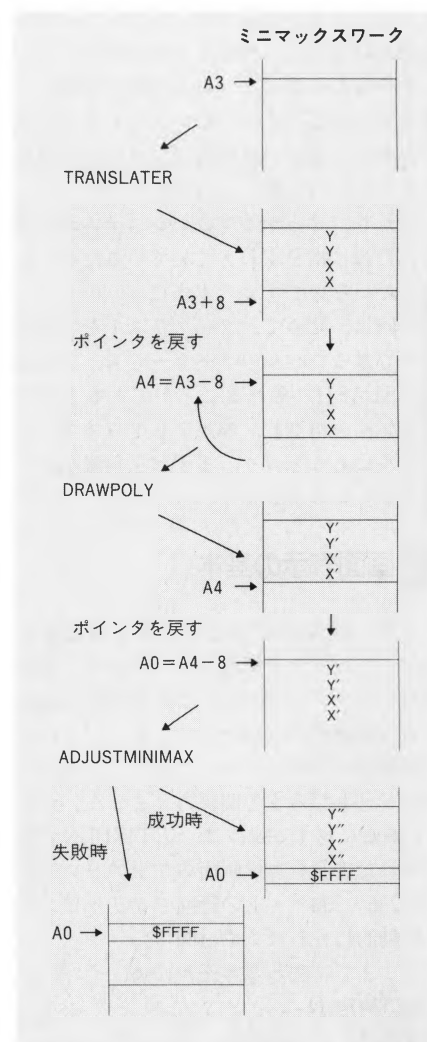 ミニマックスワーク
A3
TRANSLATER
Y
Y
X
X
A3+8
ポインタを戻す
A4=A3-8
Y
Y
X
X
DRAWPOLY
Y′
Y′
X′
X′
A4
ポインタを戻す
A0=A4-8
Y′
Y′
X′
X′
ADJUSTMINIMAX
成功時
失敗時
Y″
Y″
X″
X″
A0
$FFFF
A0
$FFFF